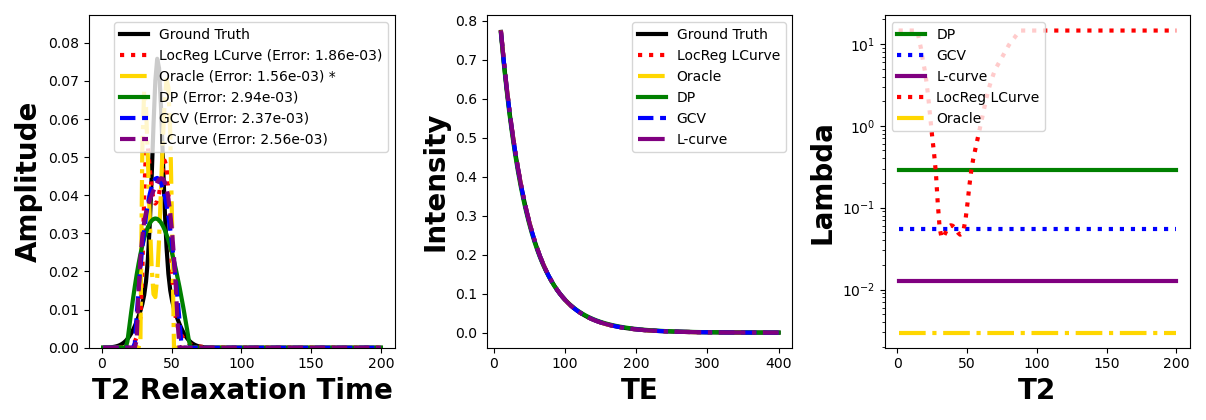 Amplitude
0.00
0.01
0.02
0.03
0.04
0.05
0.06
0.07
0.08
Ground Truth
LocReg LCurve (Error: 1.86e-03)
Oracle (Error: 1.56e-03) *
DP (Error: 2.94e-03)
GCV (Error: 2.37e-03)
LCurve (Error: 2.56e-03)
0
50
100
150
200
T2 Relaxation Time
Intensity
0.0
0.1
0.2
0.3
0.4
0.5
0.6
0.7
0.8
Ground Truth
LocReg LCurve
Oracle
DP
GCV
L-curve
0
100
200
300
400
TE
Lambda
10⁻²
10⁻¹
10⁰
10¹
DP
GCV
L-curve
LocReg LCurve
Oracle
0
50
100
150
200
T2